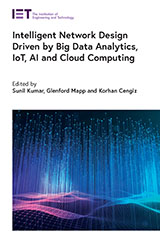 IET
The Institution of
Engineering and Technology
Intelligent Network Design
Driven by Big Data Analytics,
IoT, AI and Cloud Computing
Edited by
Sunil Kumar, Glenford Mapp and Korhan Cengiz